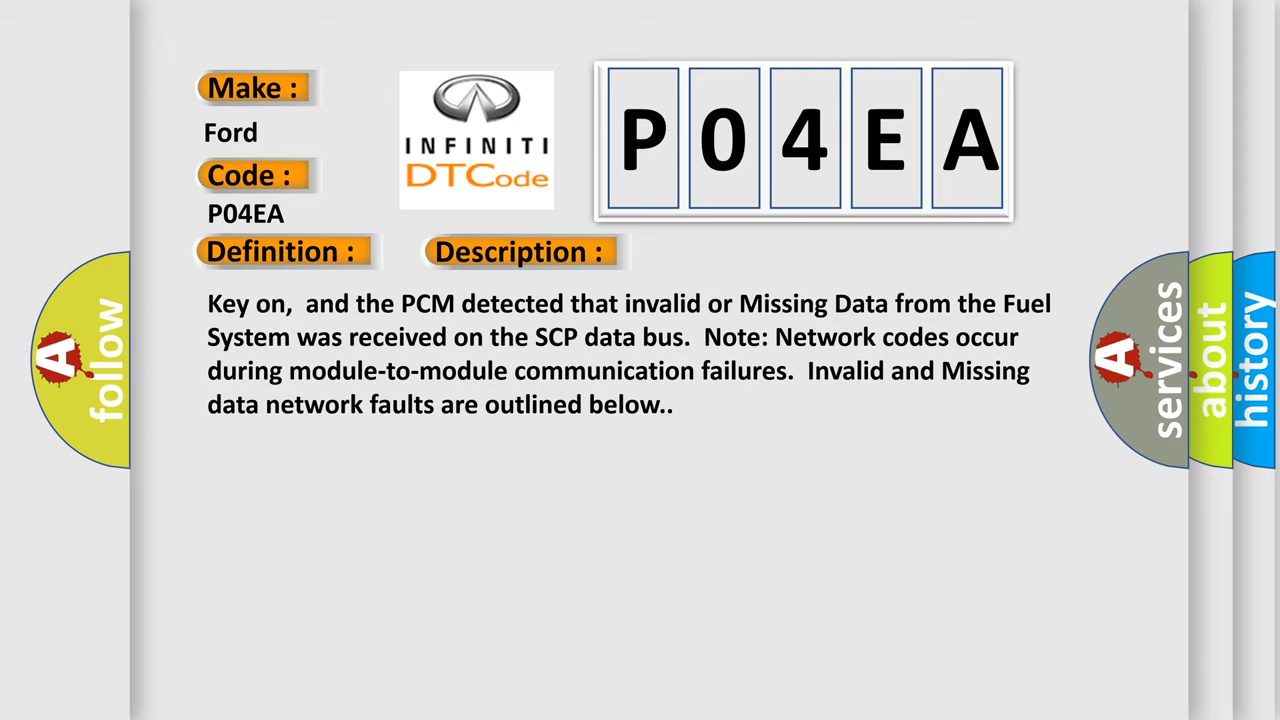 Make :
Ford
Code :
P04EA
Definition :
Description :
INFINITI
DTCode
P04EA
Key on,  and the PCM detected that invalid or Missing Data from the Fuel
System was received on the SCP data bus  Note: Network codes occur
during module-to-module communication failures  Invalid and Missing
data network faults are outlined below..
A
follow
A
services
about
history